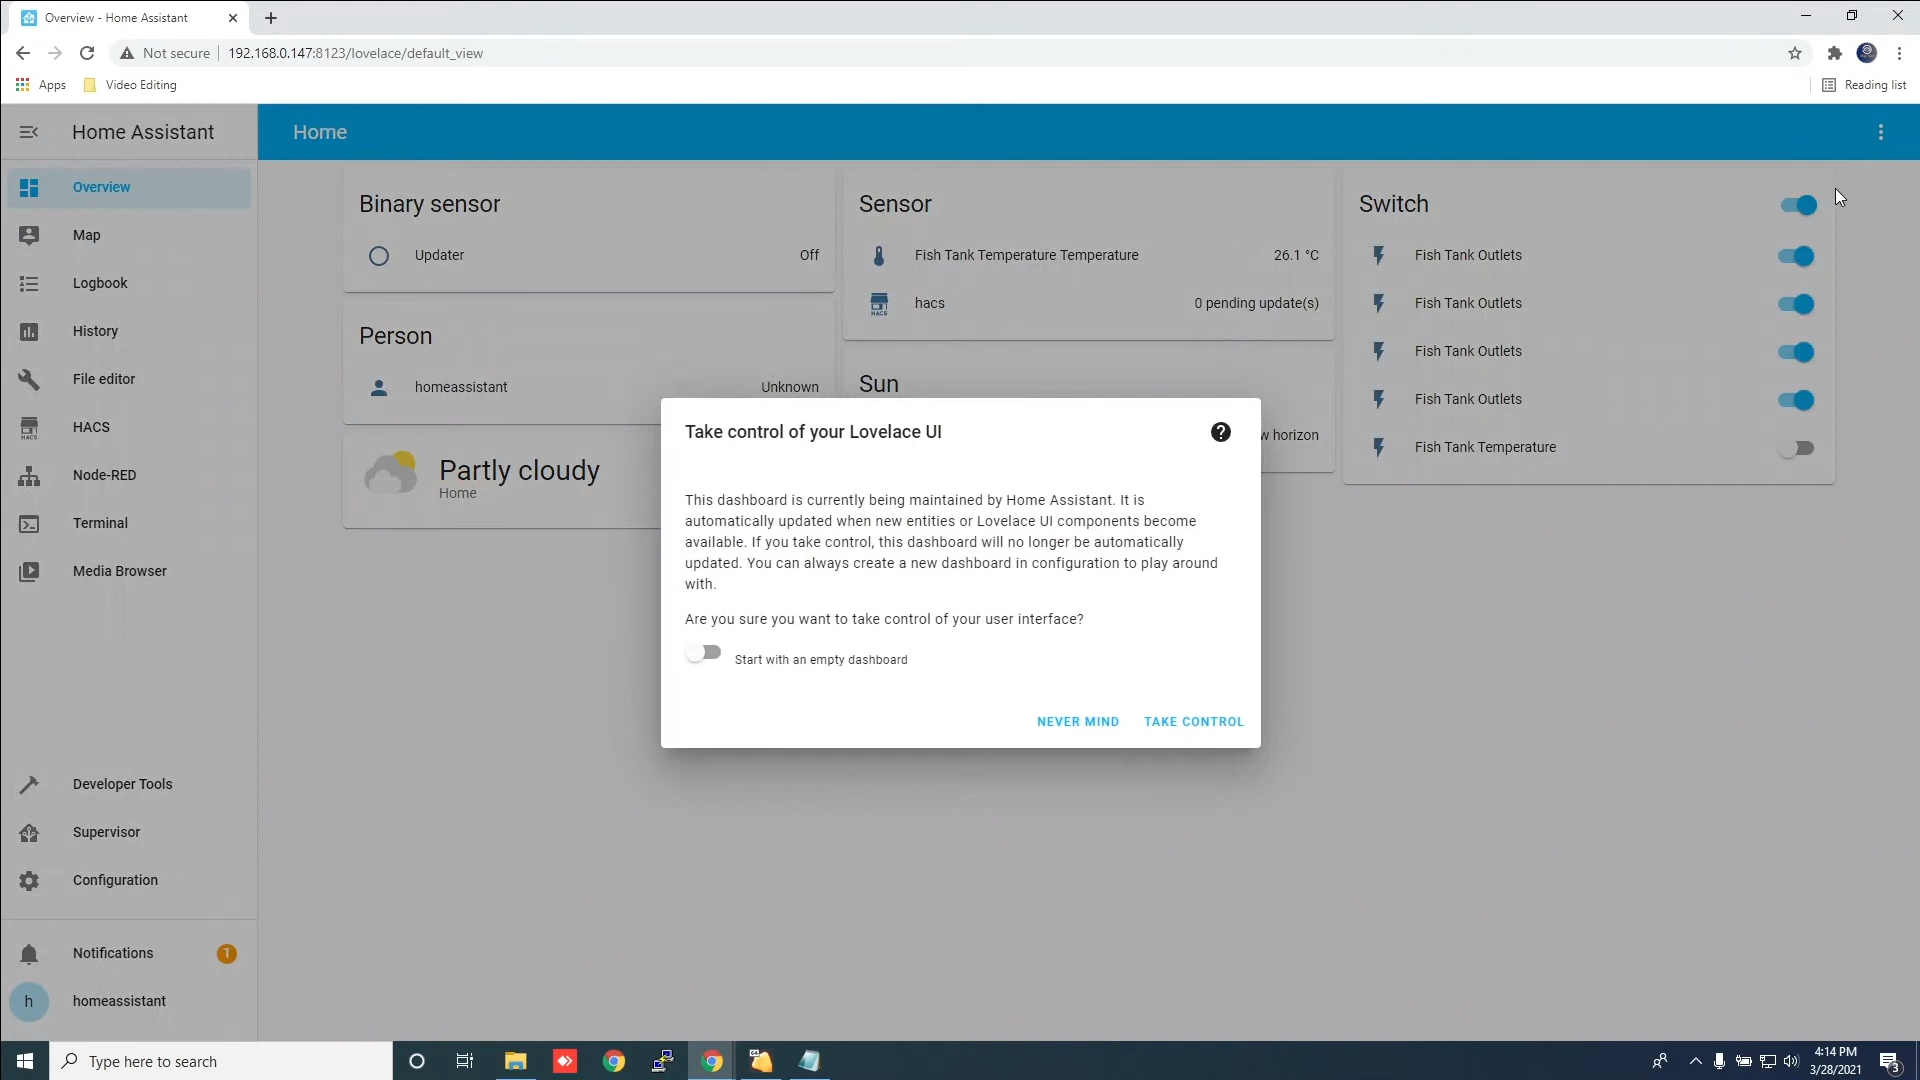 Overview - Home Assistant
Not secure
192.168.0.147:8123/lovelace/default_view
Apps
Video Editing
Reading list
Home Assistant
Home
Overview
Map
Logbook
History
File editor
HACS
HACS
Node-RED
Terminal
Media Browser
Developer Tools
Supervisor
Configuration
Notifications
1
h
homeassistant
Binary sensor
Updater
Off
Person
homeassistant
Unknown
Partly cloudy
Home
Sensor
Fish Tank Temperature Temperature
26.1 °C
HACS
hacs
0 pending update(s)
Sun
w horizon
Switch
Fish Tank Outlets
Fish Tank Outlets
Fish Tank Outlets
Fish Tank Outlets
Fish Tank Temperature
Take control of your Lovelace UI
This dashboard is currently being maintained by Home Assistant. It is
automatically updated when new entities or Lovelace UI components become
available. If you take control, this dashboard will no longer be automatically
updated. You can always create a new dashboard in configuration to play around
with.
Are you sure you want to take control of your user interface?
Start with an empty dashboard
NEVER MIND
TAKE CONTROL
Type here to search
64
4:14 PM
3/28/2021
3